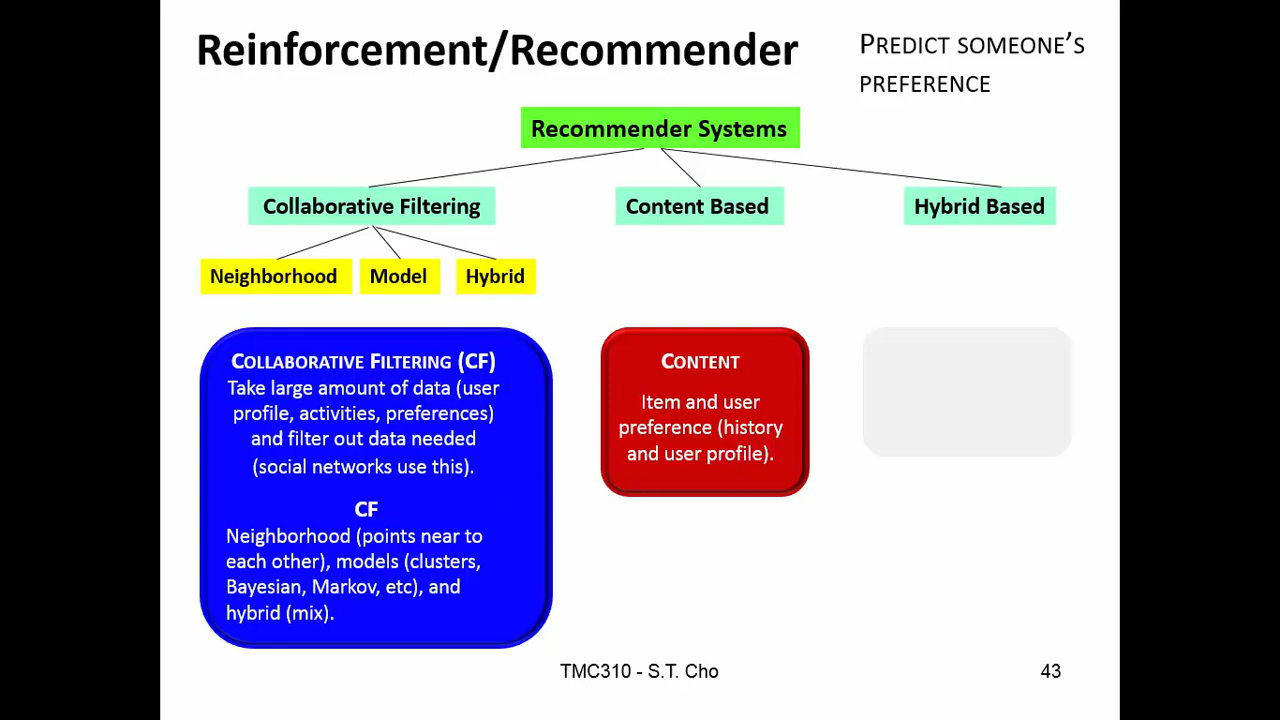 Reinforcement/Recommender
PREDICT SOMEONE'S
PREFERENCE
Recommender Systems
Collaborative Filtering
Content Based
Hybrid Based
Neighborhood
Model
Hybrid
COLLABORATIVE FILTERING (CF)
Take large amount of data (user
profile, activities, preferences)
and filter out data needed
(social networks use this).
CF
Neighborhood (points near to
each other), models (clusters,
Bayesian, Markov, etc), and
hybrid (mix).
CONTENT
Item and user
preference (history
and user profile).
TMC310 - S.T. Cho
43